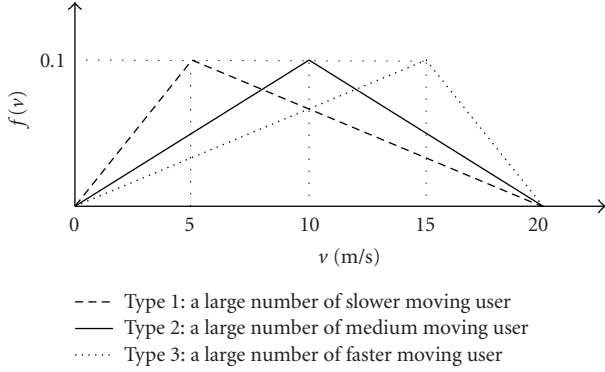 0.1
f(ν)
0
5
10
15
20
ν (m/s)
Type 1: a large number of slower moving user
Type 2: a large number of medium moving user
Type 3: a large number of faster moving user